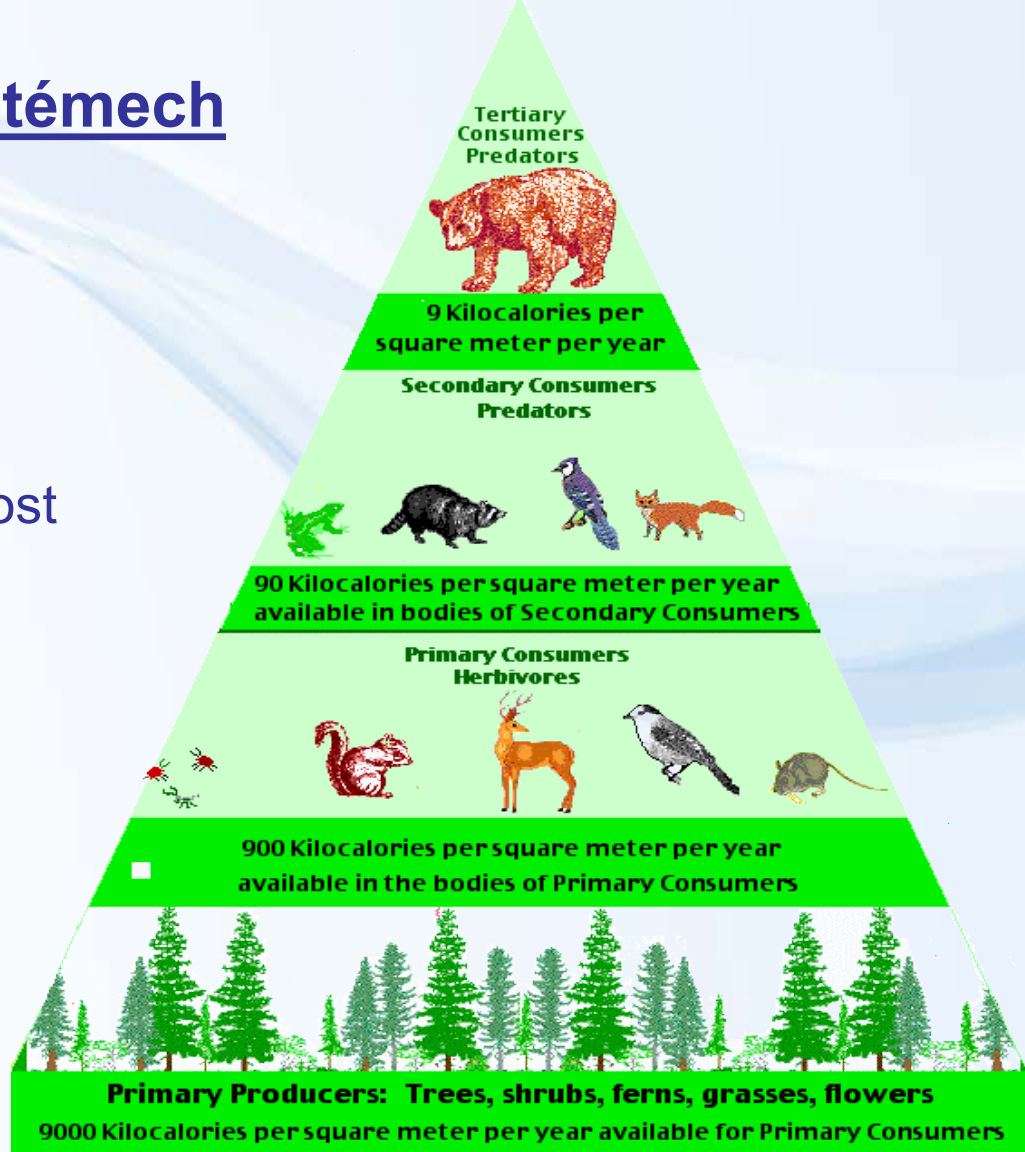 témech
ost
Tertiary
Consumers
Predators
9 Kilocalories per
square meter per year
Secondary Consumers
Predators
90 Kilocalories per square meter per year
available in bodies of Secondary Consumers
Primary Consumers
Herbivores
900 Kilocalories per square meter per year
available in the bodies of Primary Consumers
Primary Producers: Trees, shrubs, ferns, grasses, flowers
9000 Kilocalories per square meter per year available for Primary Consumers